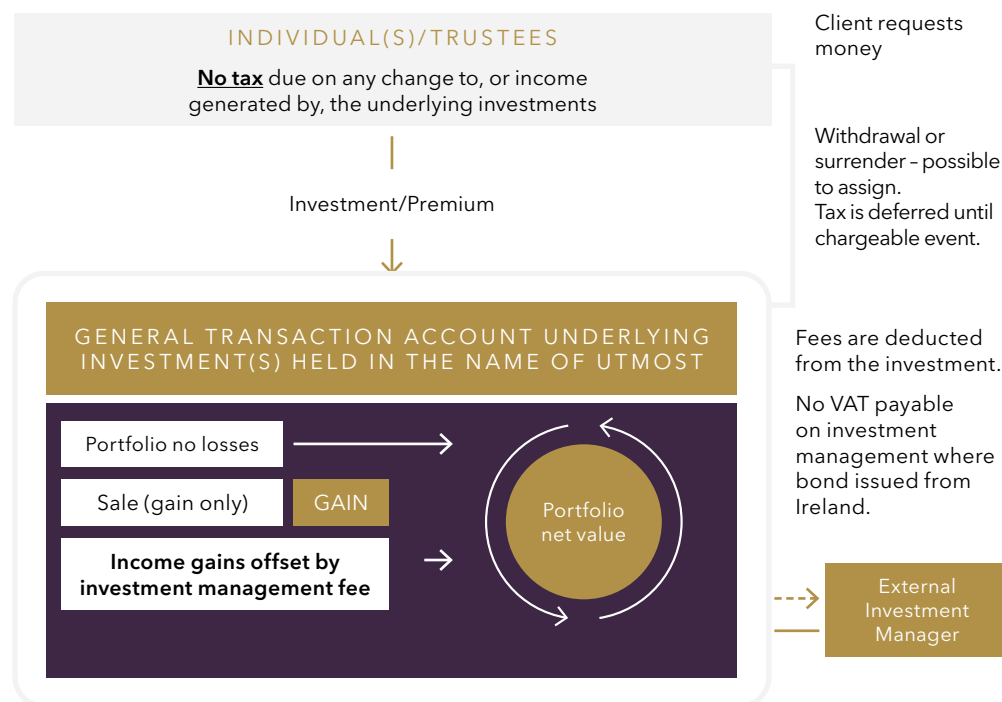 INDIVIDUAL(S)/TRUSTEES
No tax due on any change to, or income
generated by, the underlying investments
Client requests
money
Withdrawal or
surrender – possible
to assign.
Tax is deferred until
chargeable event.
Investment/Premium
GENERAL TRANSACTION ACCOUNT UNDERLYING
INVESTMENT(S) HELD IN THE NAME OF UTMOST
Portfolio no losses
Sale (gain only)
GAIN
Income gains offset by
investment management fee
Portfolio
net value
Fees are deducted
from the investment.
No VAT payable
on investment
management where
bond issued from
Ireland.
External
Investment
Manager